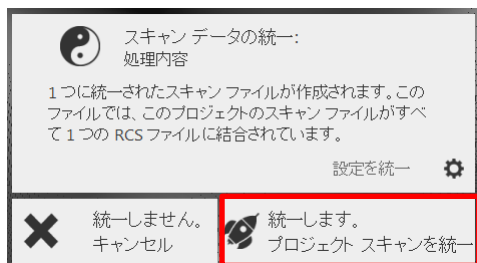 スキャン データの統一:
処理内容
1 つに統一されたスキャン ファイルが作成されます。この
ファイルでは、このプロジェクトのスキャン ファイルがすべ
て 1 つの RCS ファイルに結合されています。
設定を統一
統一しません。
キャンセル
統一します。
プロジェクト スキャンを統一